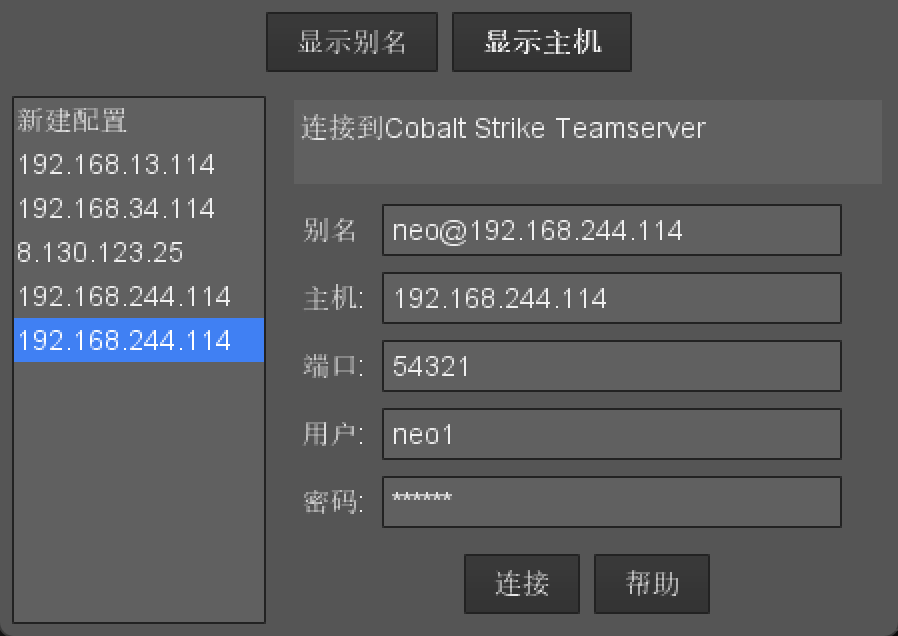 显示别名 显示主机
新建配置
192.168.13.114
192.168.34.114
8.130.123.25
192.168.244.114
192.168.244.114
连接到Cobalt Strike Teamserver
别名 neo@192.168.244.114
主机: 192.168.244.114
端口: 54321
用户: neo1
密码: ******
连接 帮助